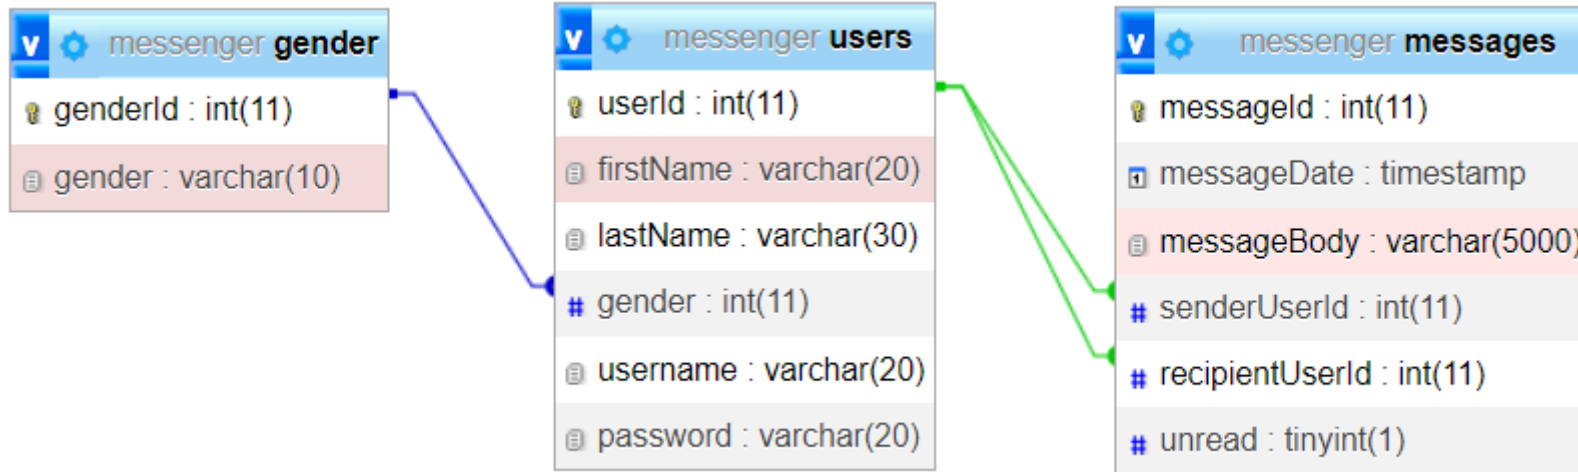 v messenger gender
genderId : int(11)
gender : varchar(10)
v messenger users
userId : int(11)
firstName : varchar(20)
lastName : varchar(30)
# gender : int(11)
username : varchar(20)
password : varchar(20)
v messenger messages
messageId : int(11)
1 messageDate : timestamp
messageBody : varchar(5000)
# senderUserId : int(11)
# recipientUserId : int(11)
# unread : tinyint(1)